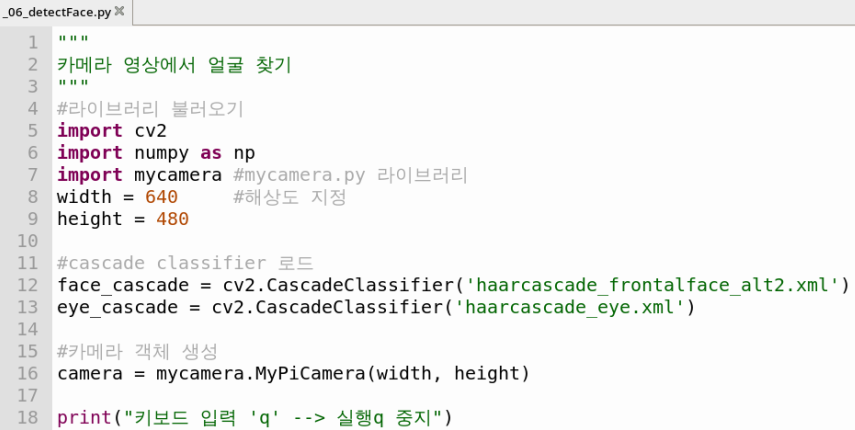 _06_detectFace.py
1 """
2 카메라 영상에서 얼굴 찾기
3 """
4 #라이브러리 불러오기
5 import cv2
6 import numpy as np
7 import mycamera #mycamera.py 라이브러리
8 width = 640     #해상도 지정
9 height = 480
10
11 #cascade classifier 로드
12 face_cascade = cv2.CascadeClassifier('haarcascade_frontalface_alt2.xml')
13 eye_cascade = cv2.CascadeClassifier('haarcascade_eye.xml')
14
15 #카메라 객체 생성
16 camera = mycamera.MyPiCamera(width, height)
17
18 print("키보드 입력 'q' --> 실행q 중지")